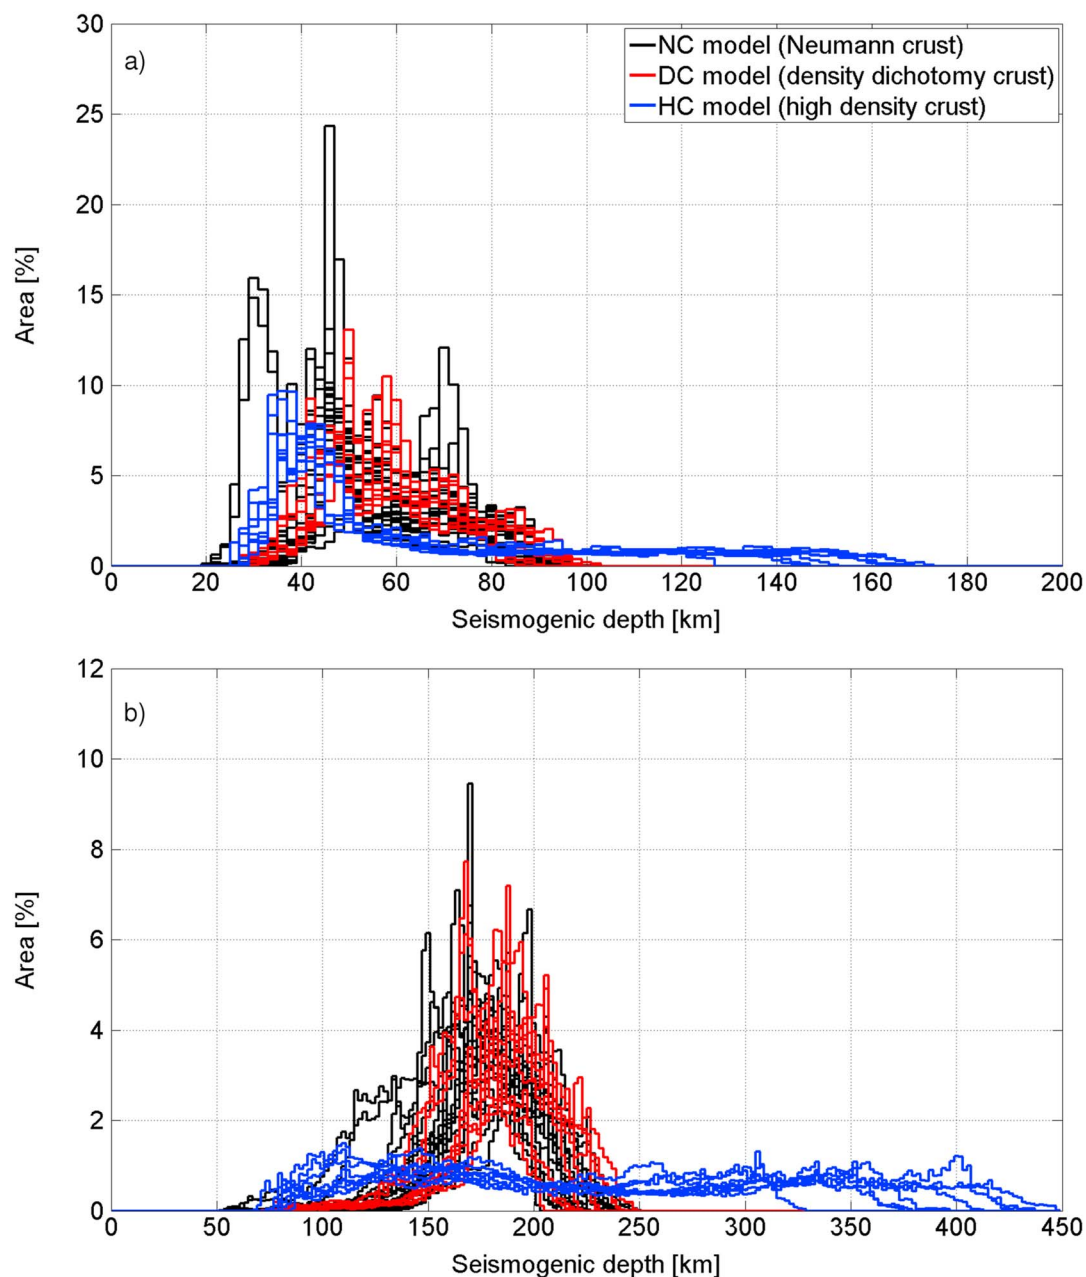 30
25
20
15
10
5
0
Area [%]
a)
NC model (Neumann crust)
DC model (density dichotomy crust)
HC model (high density crust)
0 20 40 60 80 100 120 140 160 180 200
Seismogenic depth [km]
12
10
8
6
4
2
0
Area [%]
b)
0 50 100 150 200 250 300 350 400 450
Seismogenic depth [km]